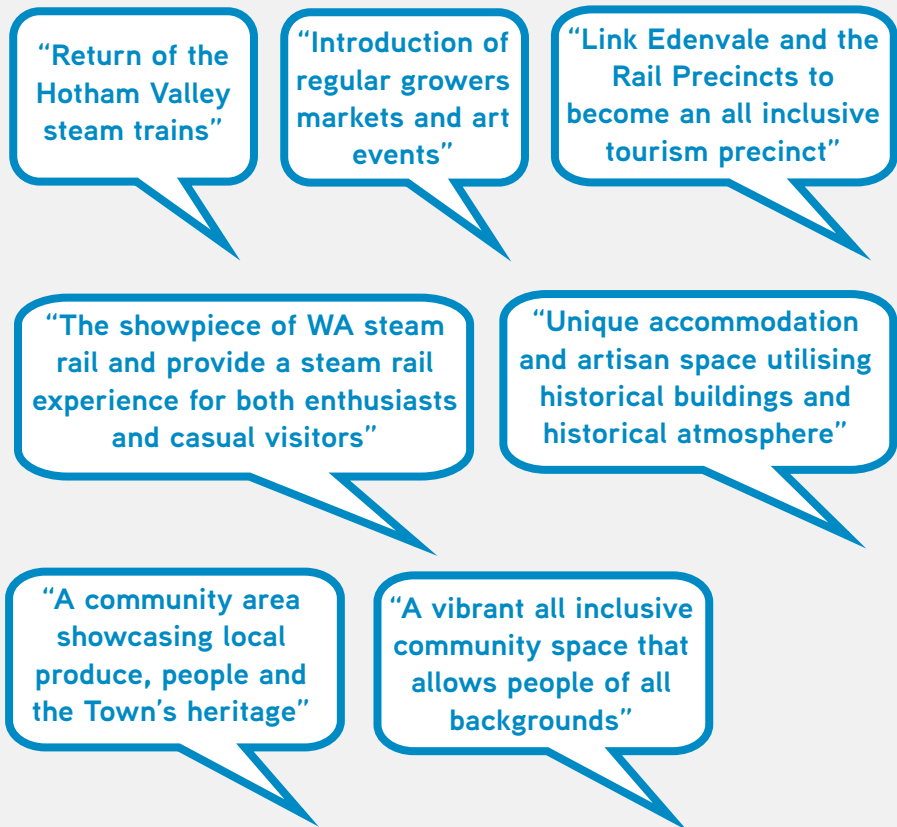 “Return of the
Hotham Valley
steam trains”
“Introduction of
regular growers
markets and art
events”
“Link Edenvale and the
Rail Precincts to
become an all inclusive
tourism precinct”
“The showpiece of WA steam
rail and provide a steam rail
experience for both enthusiasts
and casual visitors”
“Unique accommodation
and artisan space utilising
historical buildings and
historical atmosphere”
“A community area
showcasing local
produce, people and
the Town’s heritage”
“A vibrant all inclusive
community space that
allows people of all
backgrounds”